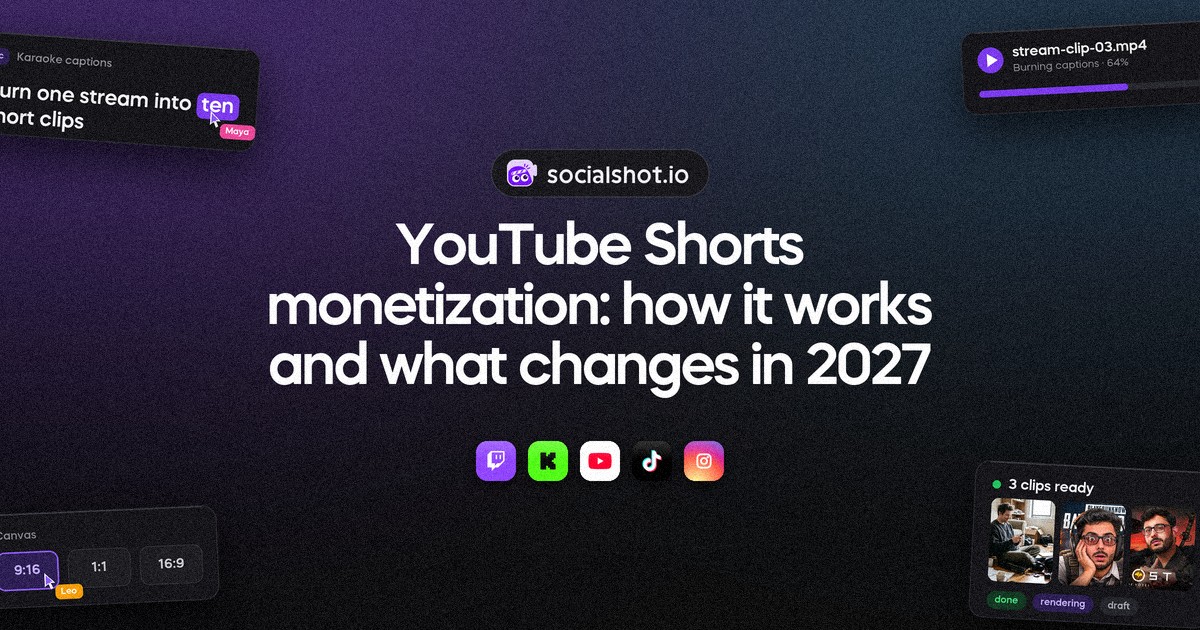 Karaoke captions
urn one stream into ten
hort clips
Maya
stream-clip-03.mp4
Burning captions · 64%
socialshot.io
YouTube Shorts
monetization: how it works
and what changes in 2027
Canvas
9:16
1:1
16:9
Leo
3 clips ready
S T
done
rendering
draft